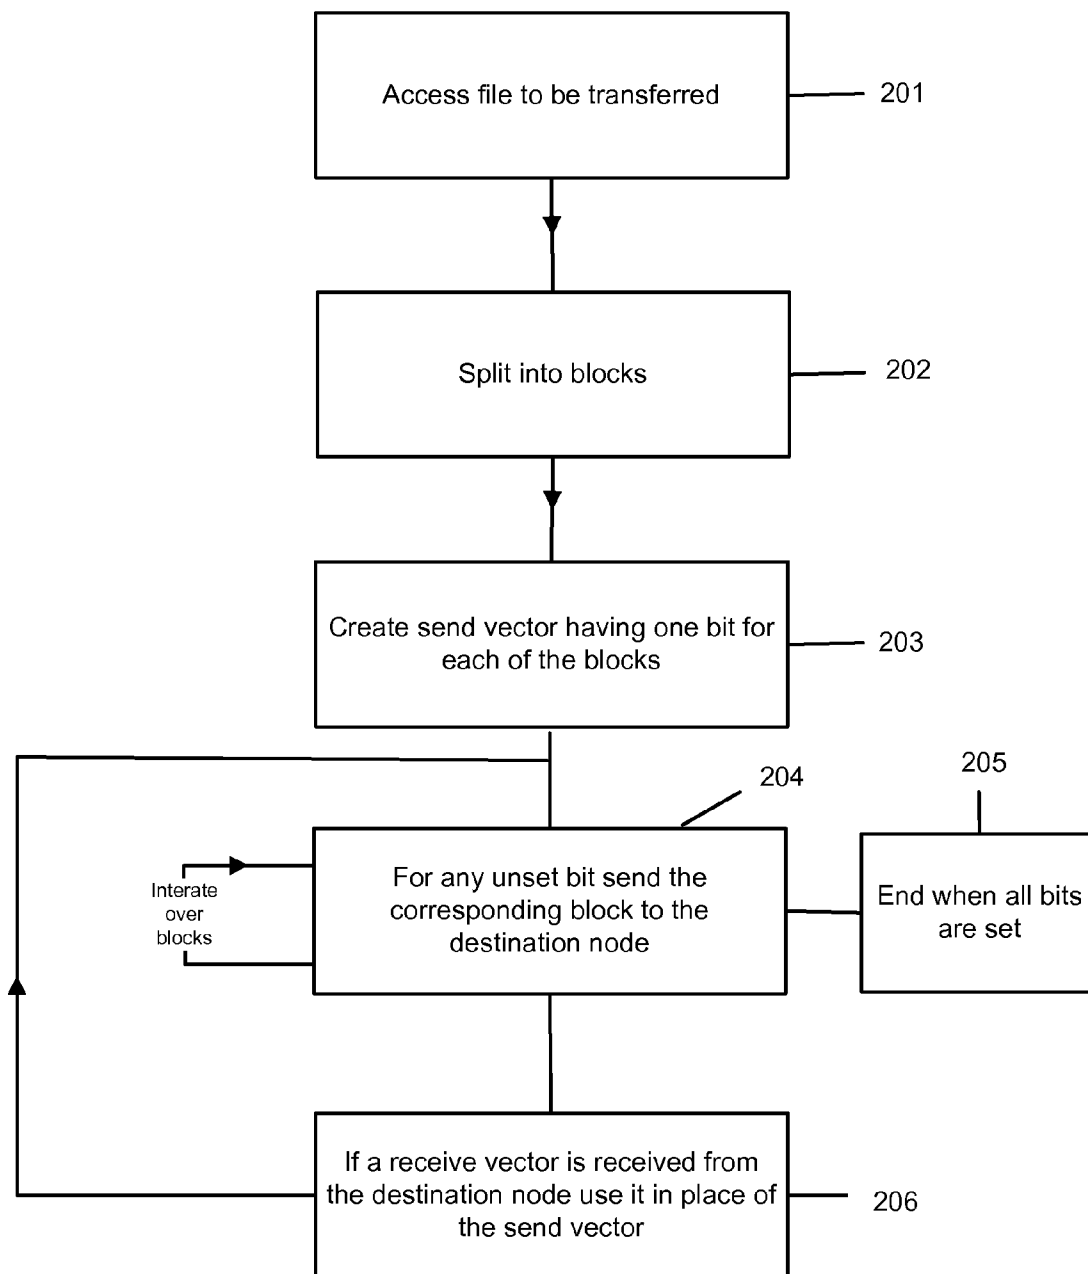 Access file to be transferred
201
Split into blocks
202
Create send vector having one bit for
each of the blocks
203
204
205
Interate
over
blocks
For any unset bit send the
corresponding block to the
destination node
End when all bits
are set
If a receive vector is received from
the destination node use it in place of
the send vector
206